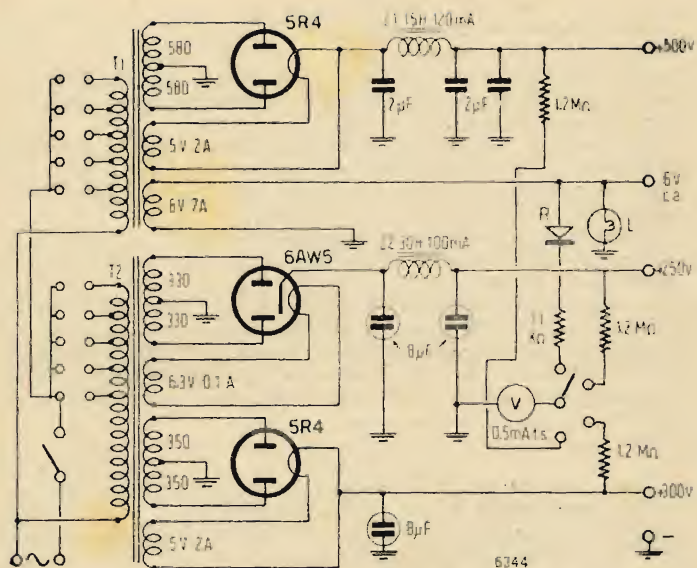 5R4
Z1 15H 120mA
+500V
T1
580
580
2μF
2μF
1.2 MΩ
5V 2A
6V 7A
6V
c.a.
R
L
T2
6AW5
Z2 30H 100mA
+250V
330
330
8μF
11
KΩ
1.2 MΩ
6.3V 0.1 A
V
0.5mA f.s.
5R4
350
350
1.2 MΩ
+300V
8μF
5V 2A
-
6344